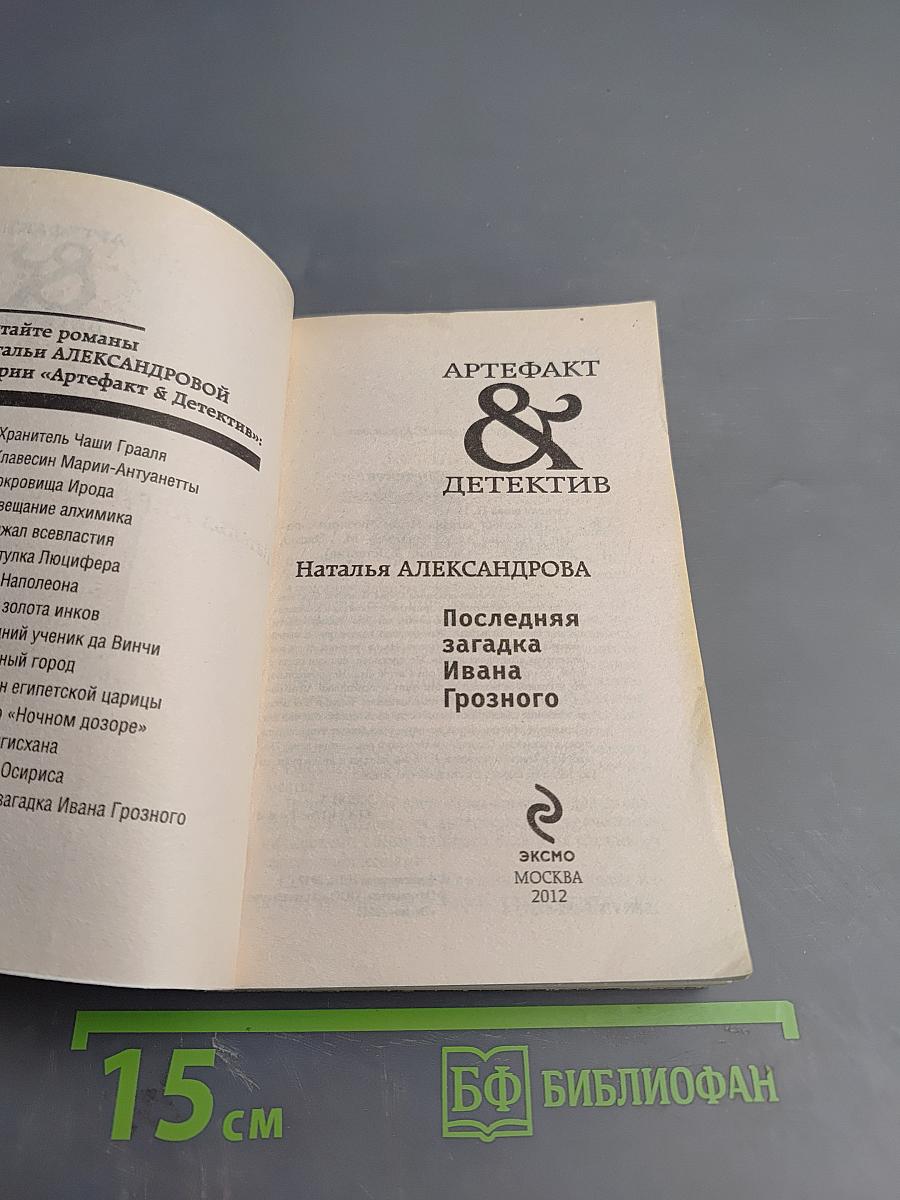 тайте романы
тальи АЛЕКСАНДРОВОЙ
рии «Артефакт & Детектив»:
Хранитель Чаши Грааля
Клавесин Марии-Антуанетты
окровища Ирода
вещание алхимика
жал всевластия
тулка Люцифера
Наполеона
золота инков
ний ученик да Винчи
ный город
н египетской царицы
о «Ночном дозоре»
гисхана
Осириса
загадка Ивана Грозного
АРТЕФАКТ
&
ДЕТЕКТИВ
Наталья АЛЕКСАНДРОВА
Последняя
загадка
Ивана
Грозного
ЭКСМО
МОСКВА
2012
15 см
БФ БИБЛИОФАН